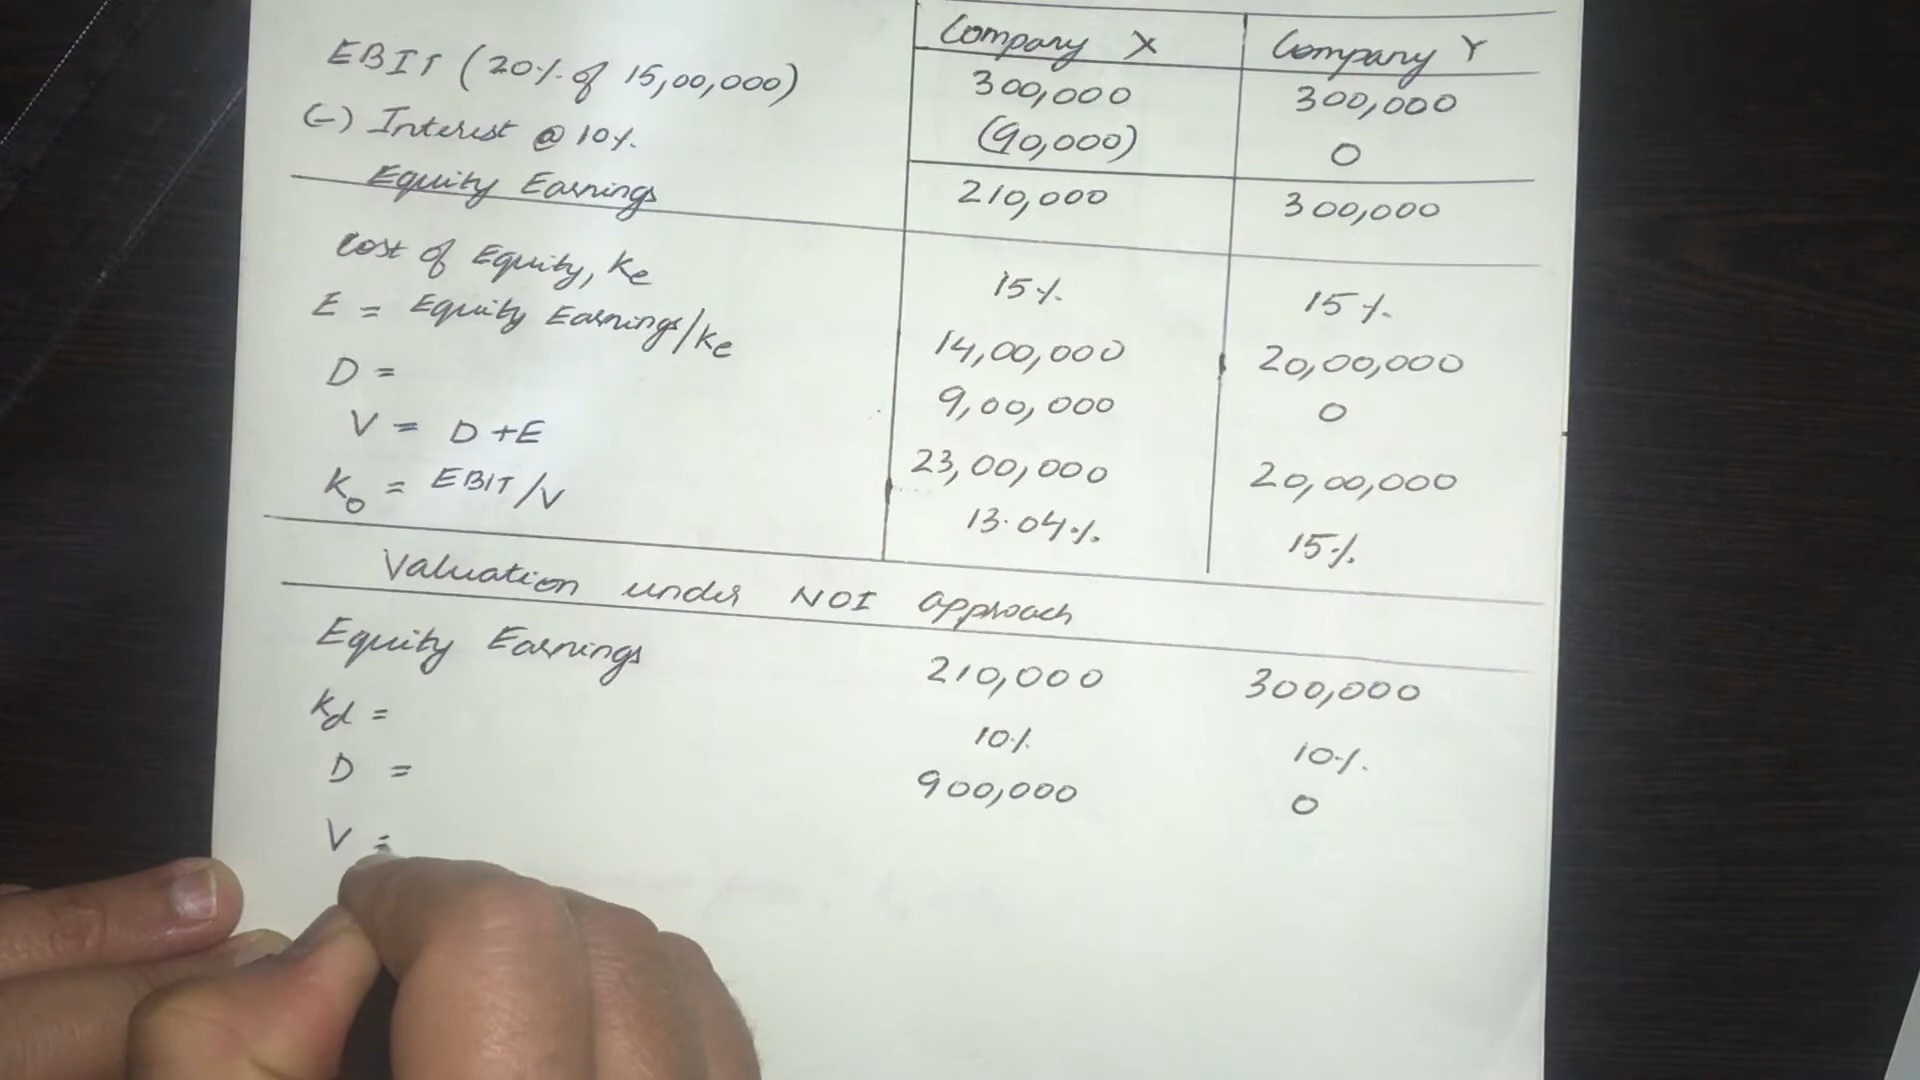 Company X Company Y
EBIT (20% of 15,00,000) 300,000 300,000
(-) Interest @ 10% (90,000) 0
Equity Earnings 210,000 300,000
Cost of Equity, Ke 15% 15%
E = Equity Earnings/Ke 14,00,000 20,00,000
D = 9,00,000 0
V = D+E 23,00,000 20,00,000
Ko = EBIT/V 13.04% 15%
Valuation under NOI approach
Equity Earnings 210,000 300,000
Kd = 10% 10%
D = 900,000 0
V =